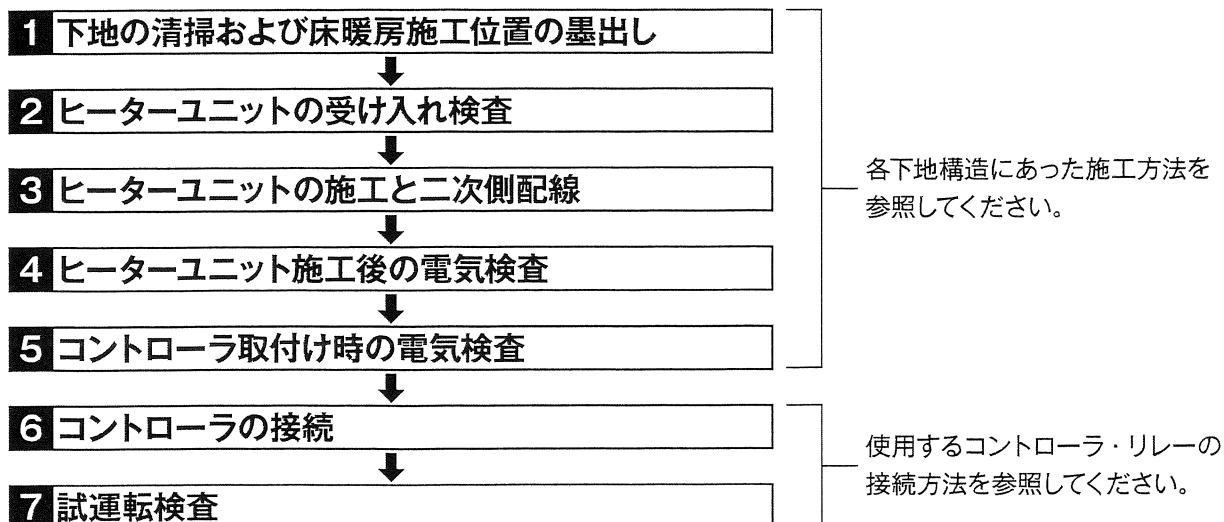 1 下地の清掃および床暖房施工位置の墨出し
2 ヒーターユニットの受け入れ検査
3 ヒーターユニットの施工と二次側配線
4 ヒーターユニット施工後の電気検査
5 コントローラ取付け時の電気検査
各下地構造にあった施工方法を
参照してください。
6 コントローラの接続
7 試運転検査
使用するコントローラ・リレーの
接続方法を参照してください。